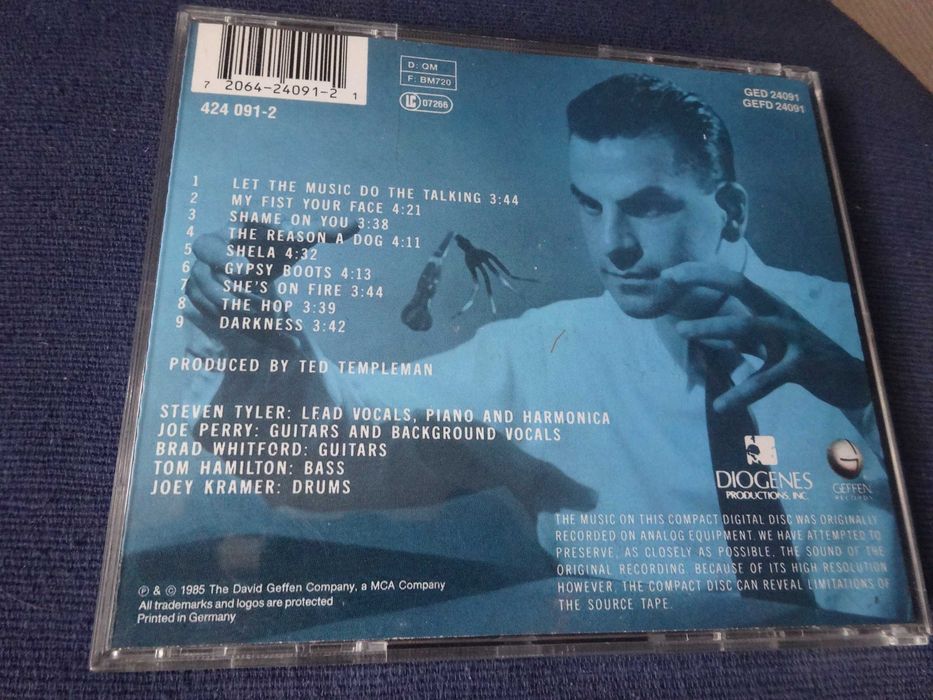 7 2064-24091-2 1
424 091-2
D: QM
F: BM720
LC 07266
GED 24091
GEFD 24091
1 LET THE MUSIC DO THE TALKING 3:44
2 MY FIST YOUR FACE 4:21
3 SHAME ON YOU 3:38
4 THE REASON A DOG 4:11
5 SHELA 4:32
6 GYPSY BOOTS 4:13
7 SHE'S ON FIRE 3:44
8 THE HOP 3:39
9 DARKNESS 3:42
PRODUCED BY TED TEMPLEMAN
STEVEN TYLER: LEAD VOCALS, PIANO AND HARMONICA
JOE PERRY: GUITARS AND BACKGROUND VOCALS
BRAD WHITFORD: GUITARS
TOM HAMILTON: BASS
JOEY KRAMER: DRUMS
DIOGENES
PRODUCTIONS, INC.
GEFFEN
RECORDS
THE MUSIC ON THIS COMPACT DIGITAL DISC WAS ORIGINALLY
RECORDED ON ANALOG EQUIPMENT. WE HAVE ATTEMPTED TO
PRESERVE, AS CLOSELY AS POSSIBLE, THE SOUND OF THE
ORIGINAL RECORDING. BECAUSE OF ITS HIGH RESOLUTION
HOWEVER, THE COMPACT DISC CAN REVEAL LIMITATIONS OF
THE SOURCE TAPE.
℗ & © 1985 The David Geffen Company, a MCA Company
All trademarks and logos are protected
Printed in Germany